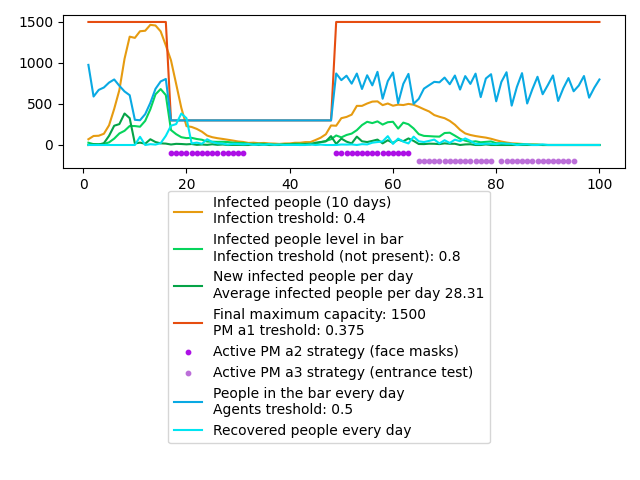 1500
1000
500
0
0
20
40
60
80
100
Infected people (10 days)
Infection treshold: 0.4
Infected people level in bar
Infection treshold (not present): 0.8
New infected people per day
Average infected people per day 28.31
Final maximum capacity: 1500
PM a1 treshold: 0.375
Active PM a2 strategy (face masks)
Active PM a3 strategy (entrance test)
People in the bar every day
Agents treshold: 0.5
Recovered people every day